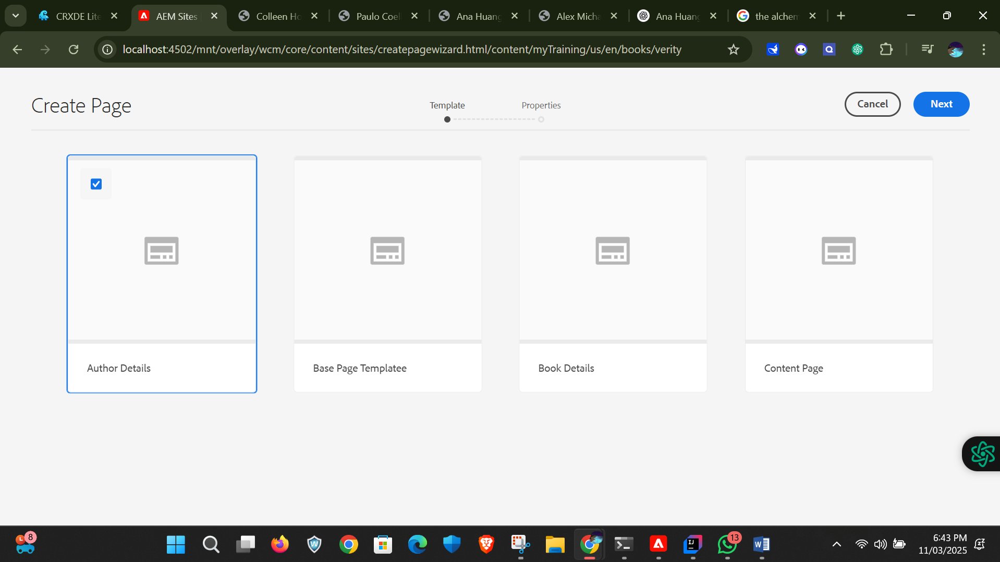 CRXDE Lite
AEM Sites
Colleen Ho
Paulo Coel
Ana Huang
Alex Micha
Ana Huang
the alchem
localhost:4502/mnt/overlay/wcm/core/content/sites/createpagewizard.html/content/myTraining/us/en/books/verity
Create Page
Template
Properties
Cancel
Next
Author Details
Base Page Templatee
Book Details
Content Page
8
13
6:43 PM
11/03/2025